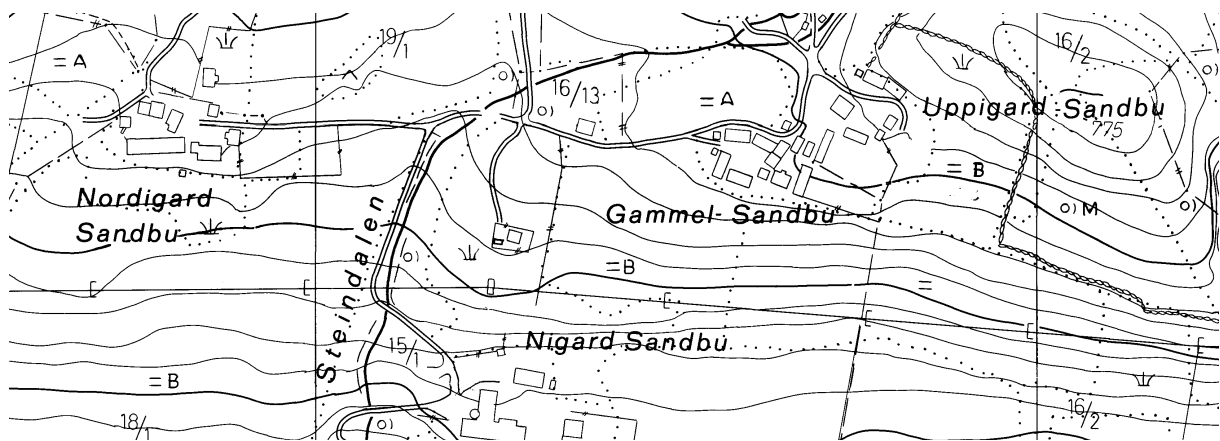 19/1
16/2
= A
16/13
= A
Uppigard Sandbu
775
= B
Nordigard
Sandbu
Gammel-Sandbu
M
Steindalen
= B
=
15/1
Nigard Sandbu
= B
18/1
16/2